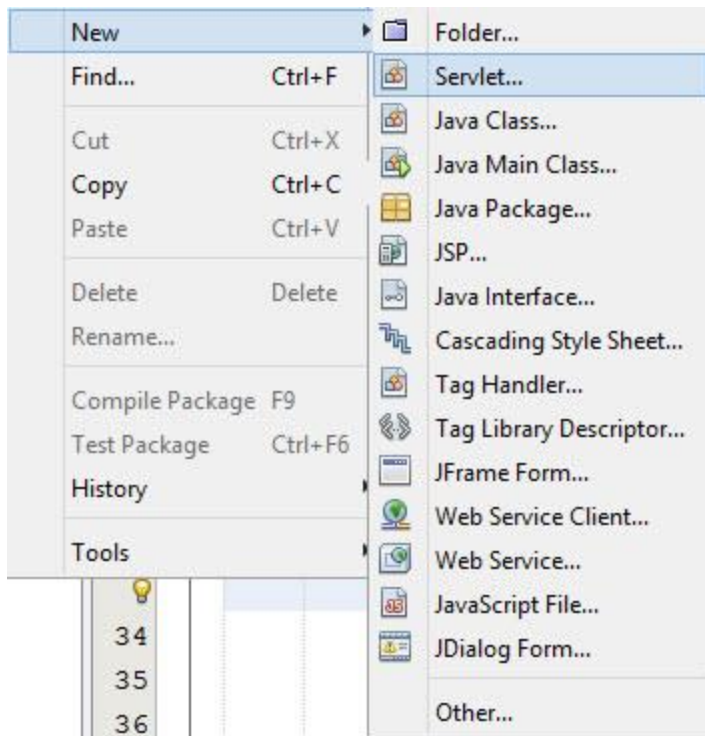 New
Find... Ctrl+F
Cut Ctrl+X
Copy Ctrl+C
Paste Ctrl+V
Delete Delete
Rename...
Compile Package F9
Test Package Ctrl+F6
History
Tools
34
35
36
Folder...
Servlet...
Java Class...
Java Main Class...
Java Package...
JSP...
Java Interface...
Cascading Style Sheet...
Tag Handler...
Tag Library Descriptor...
JFrame Form...
Web Service Client...
Web Service...
JavaScript File...
JDialog Form...
Other...